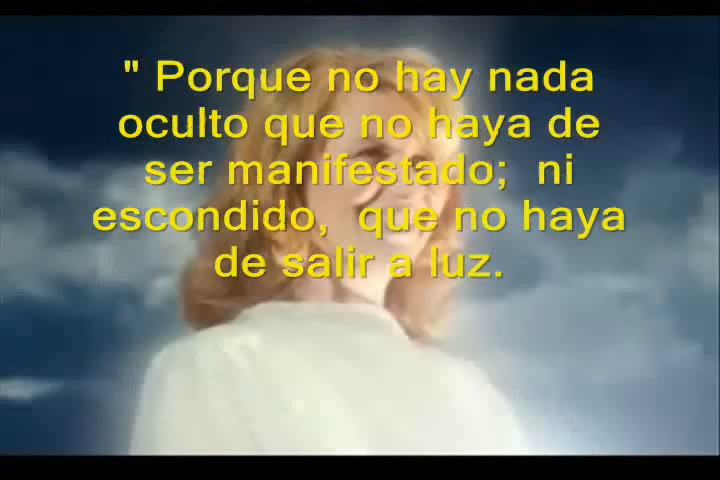 " Porque no hay nada
oculto que no haya de
ser manifestado;  ni
escondido,  que no haya
de salir a luz.